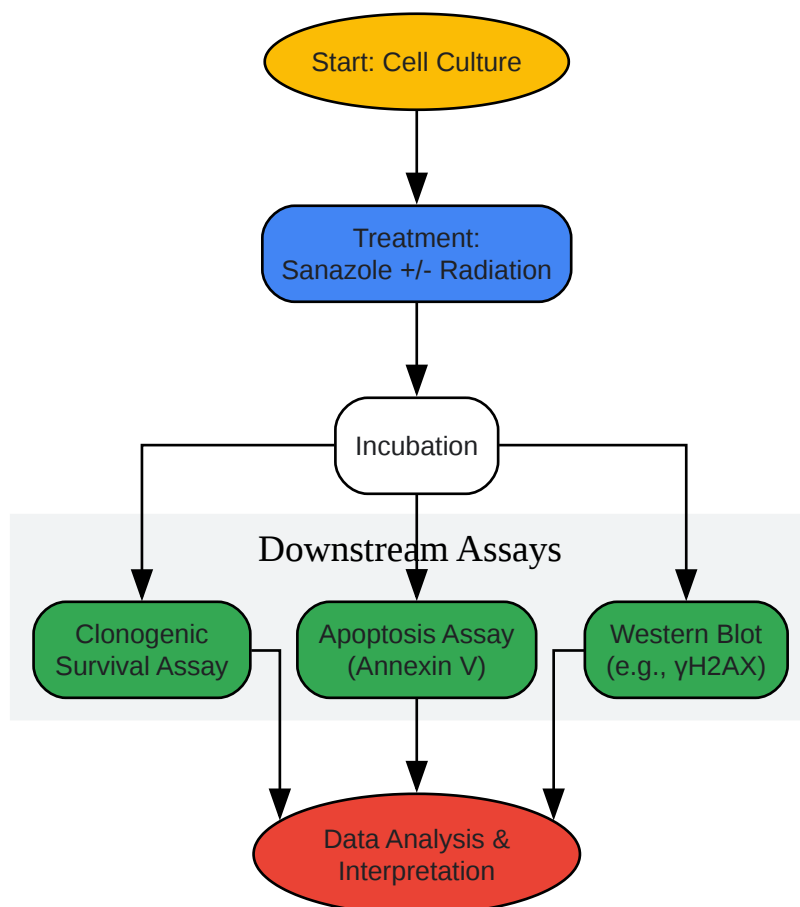 Start: Cell Culture
Treatment:
Sanazole +/- Radiation
Incubation
Downstream Assays
Clonogenic
Survival Assay
Apoptosis Assay
(Annexin V)
Western Blot
(e.g., γH2AX)
Data Analysis &
Interpretation